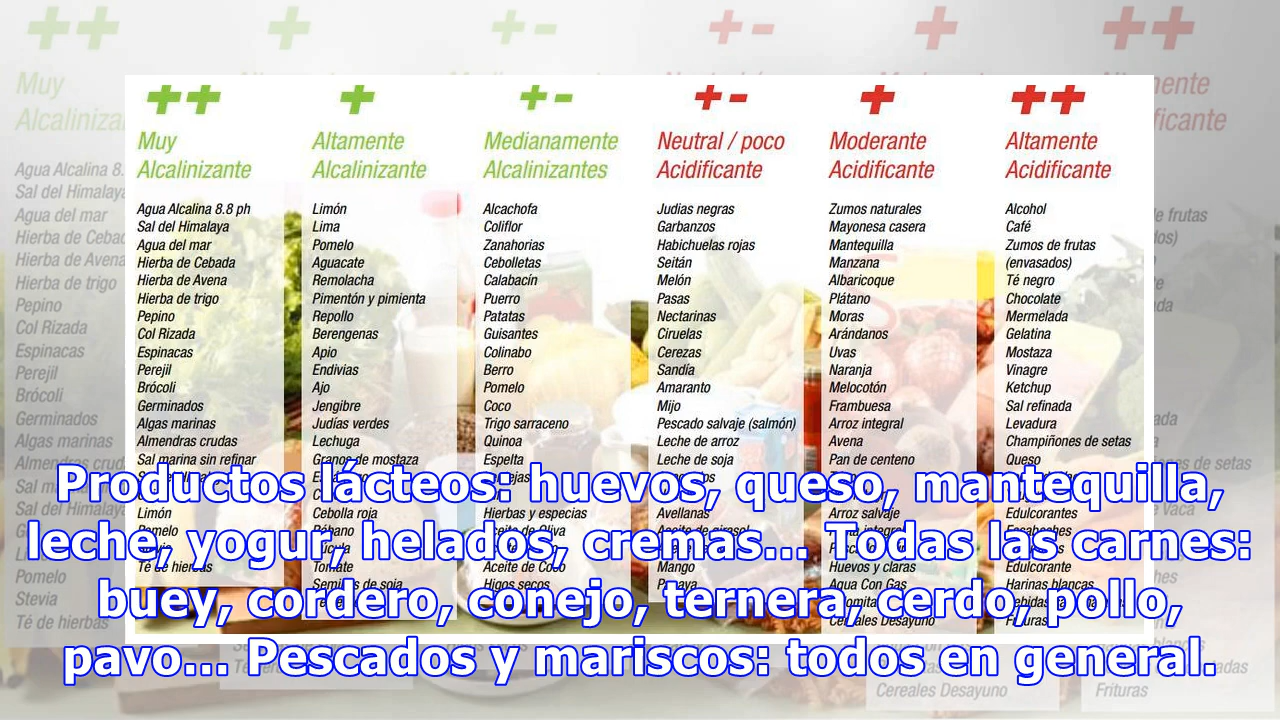 ++
Muy
Alcalinizante
Agua Alcalina 8.8 ph
Sal del Himalaya
Agua del mar
Hierba de Cebada
Hierba de Avena
Hierba de trigo
Pepino
Col Rizada
Espinacas
Perejil
Brócoli
Germinados
Algas marinas
Almendras crudas
Sal marina sin refinar
Limón
Pomelo
Té de hierbas
+
Altamente
Alcalinizante
Limón
Lima
Pomelo
Aguacate
Remolacha
Pimentón y pimienta
Repollo
Berengenas
Apio
Endivias
Ajo
Jengibre
Judías verdes
Lechuga
Granos de mostaza
Cebolla roja
Rábano
Tomate
Semillas de soja
+-
Medianamente
Alcalinizantes
Alcachofa
Coliflor
Zanahorias
Cebolletas
Calabacín
Puerro
Patatas
Guisantes
Colinabo
Berro
Pomelo
Coco
Trigo sarraceno
Quinoa
Espelta
Hierbas y especias
Aceite de Oliva
Aceite de Coco
Higos secos
+-
Neutral / poco
Acidificante
Judias negras
Garbanzos
Habichuelas rojas
Seitán
Melón
Pasas
Nectarinas
Ciruelas
Cerezas
Sandía
Amaranto
Mijo
Pescado salvaje (salmón)
Leche de arroz
Leche de soja
Avellanas
Aceite de girasol
Mango
Papaya
+
Moderante
Acidificante
Zumos naturales
Mayonesa casera
Mantequilla
Manzana
Albaricoque
Plátano
Moras
Arándanos
Uvas
Naranja
Melocotón
Frambuesa
Arroz integral
Avena
Pan de centeno
Arroz salvaje
Huevos y claras
Agua Con Gas
Cereales Desayuno
++
Altamente
Acidificante
Alcohol
Café
Zumos de frutas
(envasados)
Té negro
Chocolate
Mermelada
Gelatina
Mostaza
Vinagre
Ketchup
Sal refinada
Levadura
Champiñones de setas
Queso
Edulcorantes
Edulcorante
Harinas blancas
Frituras
Productos lácteos: huevos, queso, mantequilla,
leche, yogur, helados, cremas... Todas las carnes:
buey, cordero, conejo, ternera, cerdo, pollo,
pavo... Pescados y mariscos: todos en general.